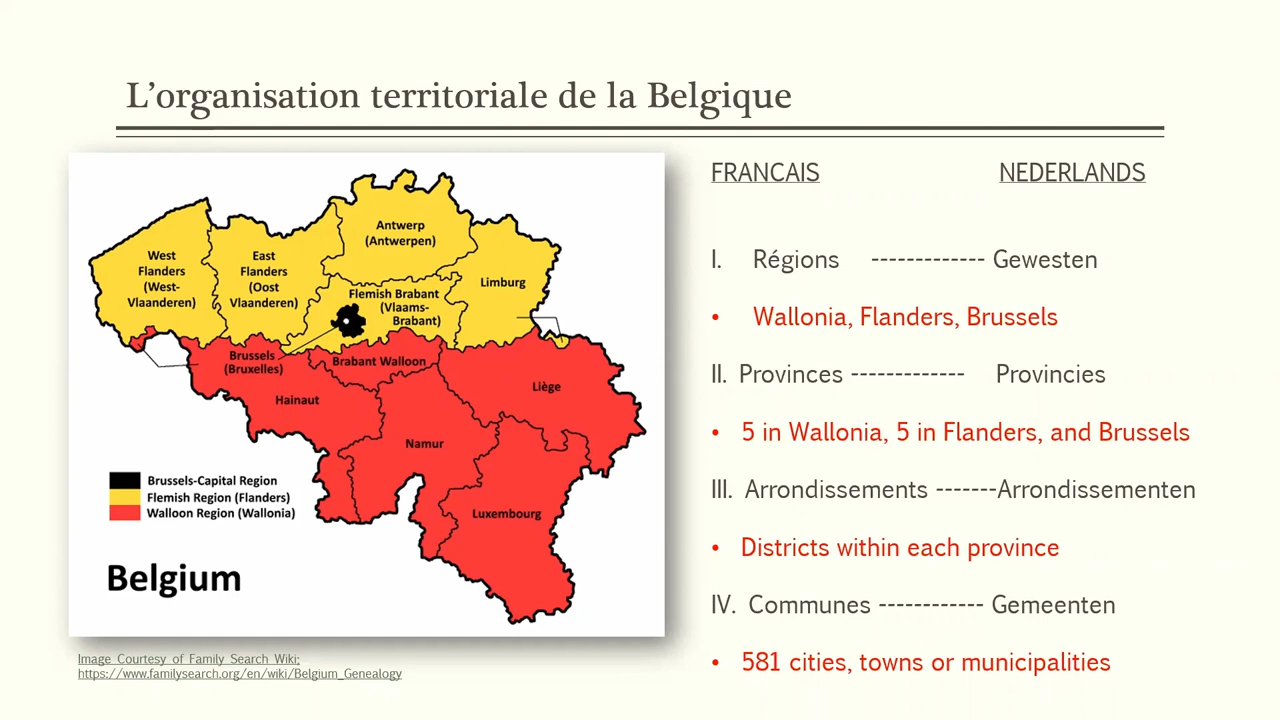 L’organisation territoriale de la Belgique
West
Flanders
(West-
Vlaanderen)
East
Flanders
(Oost
Vlaanderen)
Antwerp
(Antwerpen)
Limburg
Flemish Brabant
(Vlaams-
Brabant)
Brussels
(Bruxelles)
Brabant Walloon
Liège
Hainaut
Namur
Luxembourg
Brussels-Capital Region
Flemish Region (Flanders)
Walloon Region (Wallonia)
Belgium
Image Courtesy of Family Search Wiki;
https://www.familysearch.org/en/wiki/Belgium_Genealogy
FRANCAIS NEDERLANDS
I. Régions ------------- Gewesten
• Wallonia, Flanders, Brussels
II. Provinces ------------- Provincies
• 5 in Wallonia, 5 in Flanders, and Brussels
III. Arrondissements -------Arrondissementen
• Districts within each province
IV. Communes ------------ Gemeenten
• 581 cities, towns or municipalities